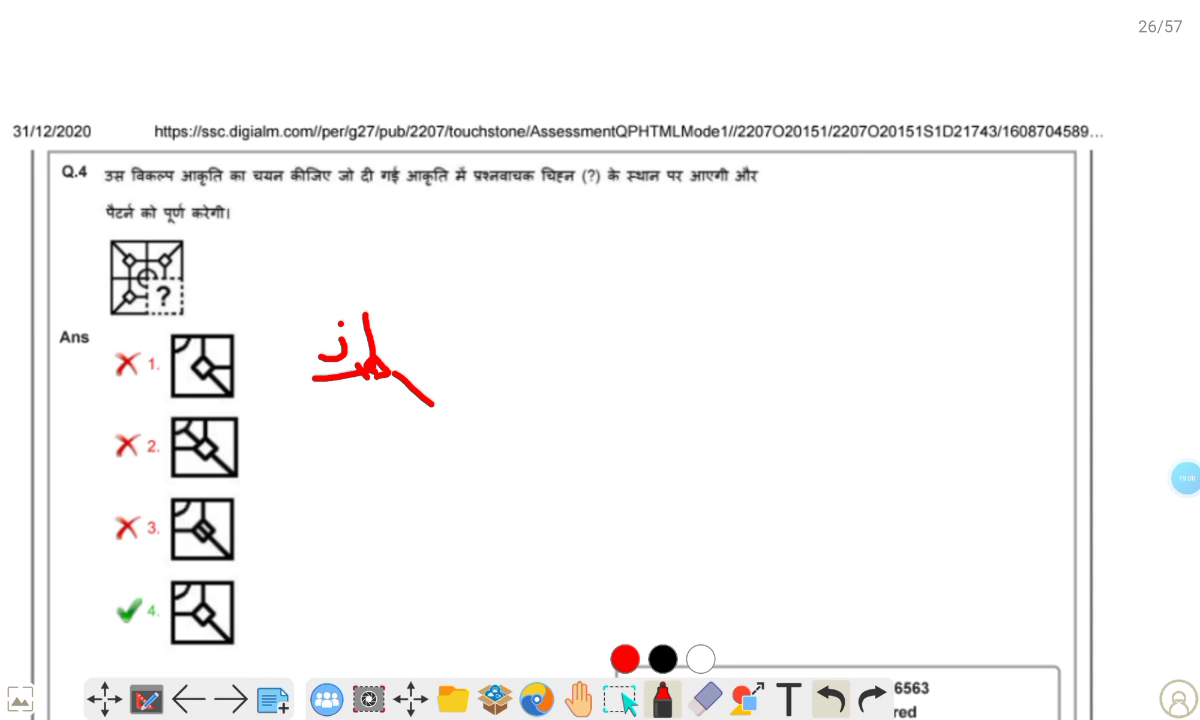 26/57
31/12/2020 https://ssc.digialm.com//per/g27/pub/2207/touchstone/AssessmentQPHTMLMode1//2207O20151/2207O20151S1D21743/1608704589...
Q.4 उस विकल्प आकृति का चयन कीजिए जो दी गई आकृति में प्रश्नवाचक चिह्न (?) के स्थान पर आएगी और
पैटर्न को पूर्ण करेगी।
?
Ans
1.
2.
3.
4.
19:00
6563
red
T